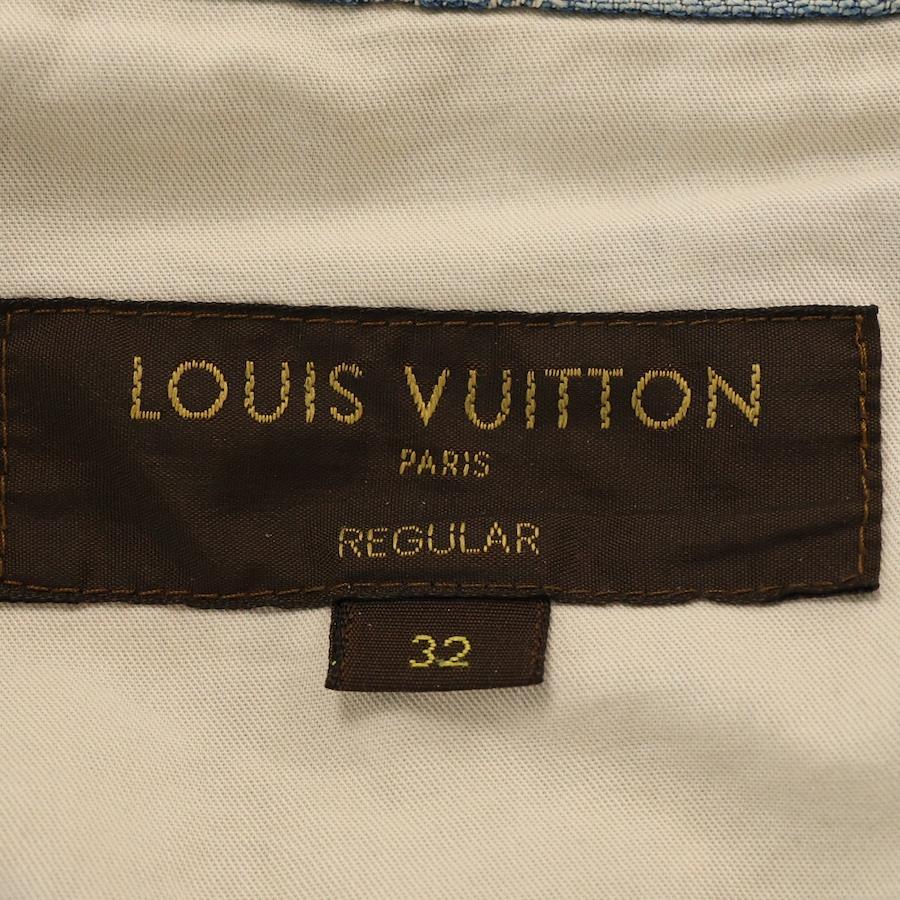 LOUIS VUITTON
PARIS
REGULAR
32